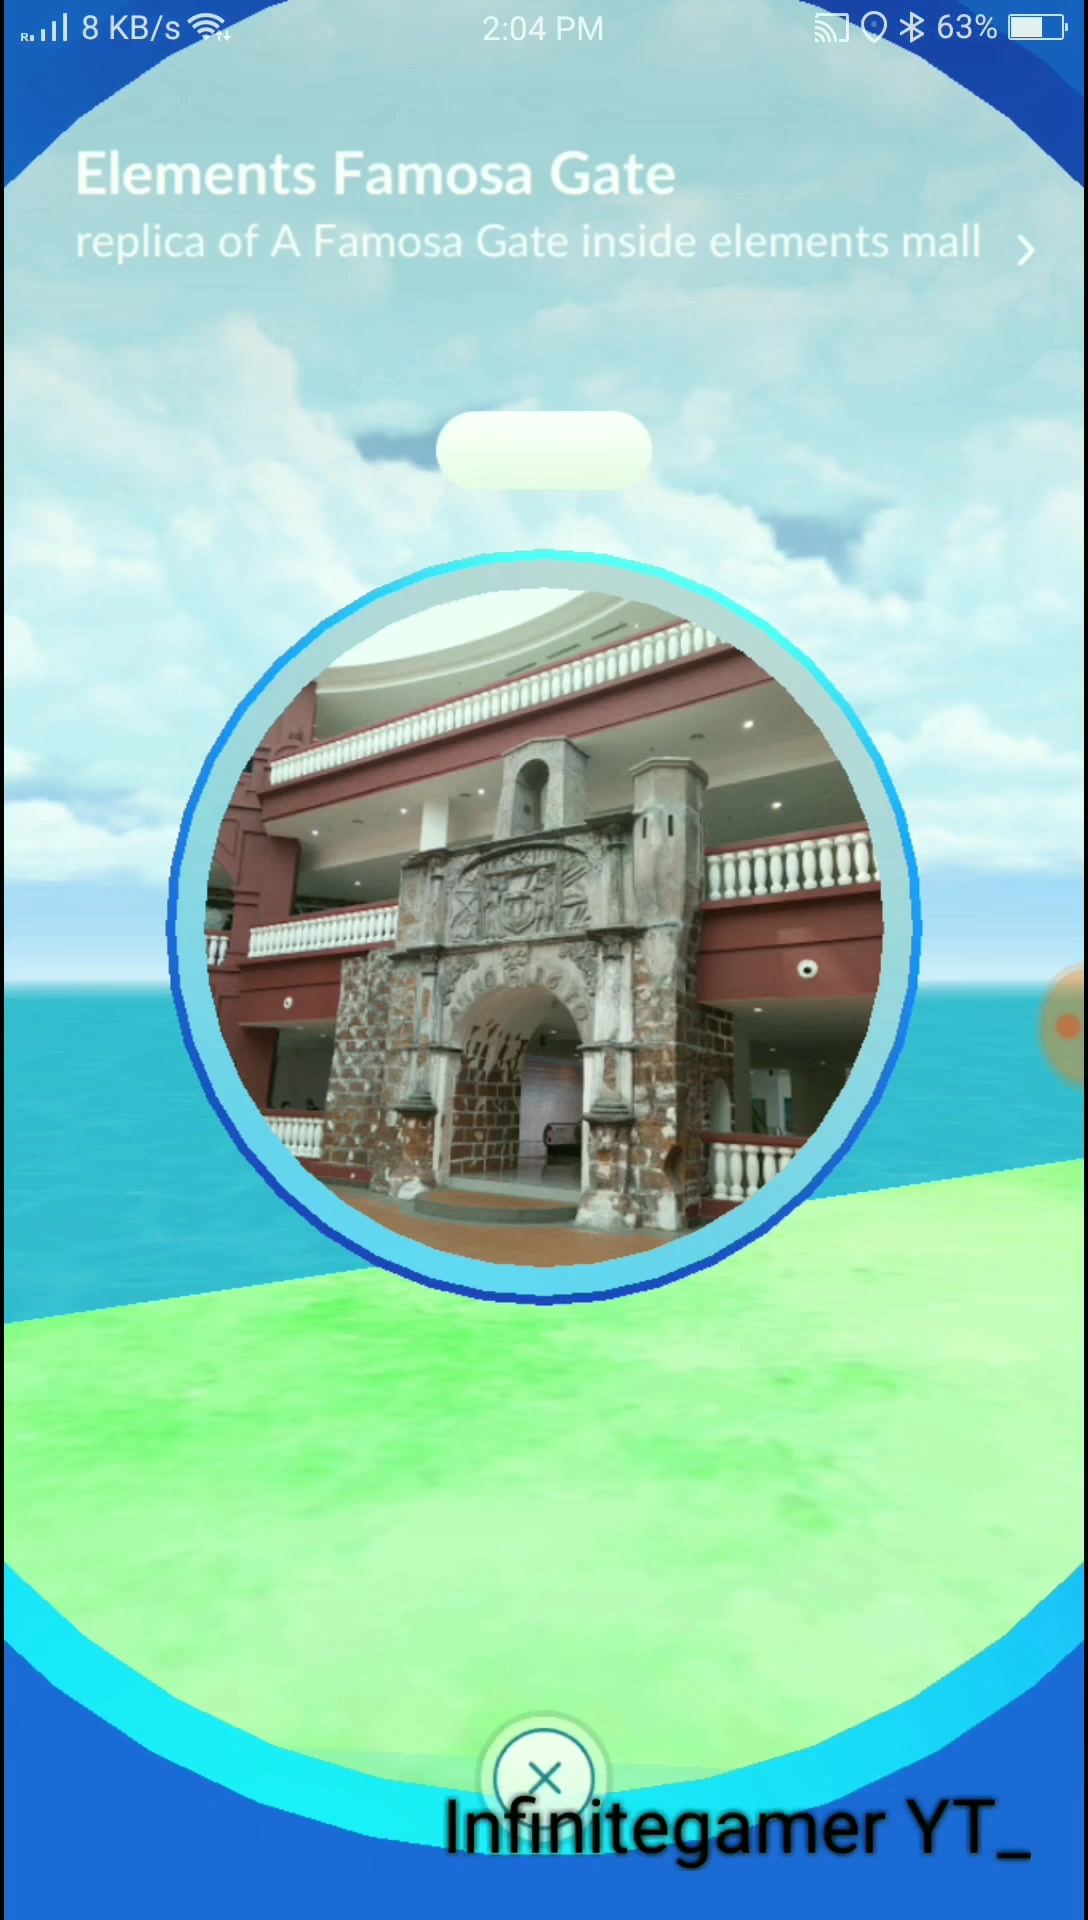 8 KB/s 2:04 PM 63%
Elements Famosa Gate
replica of A Famosa Gate inside elements mall
Infinitegamer YT_